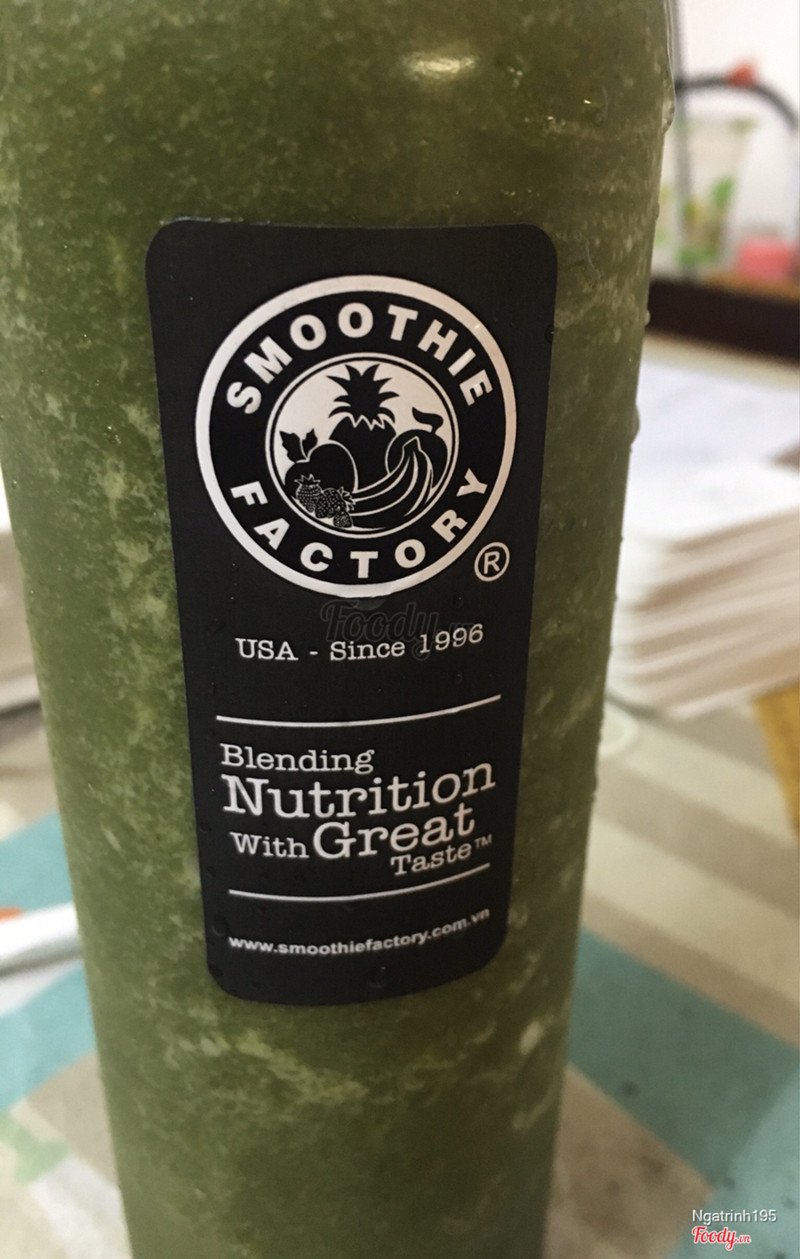 SMOOTHIE
FACTORY
®
Foody.vn
USA - Since 1996
Blending
Nutrition
With Great
Taste™
www.smoothiefactory.com.vn
Ngatrinh195
Foody.vn